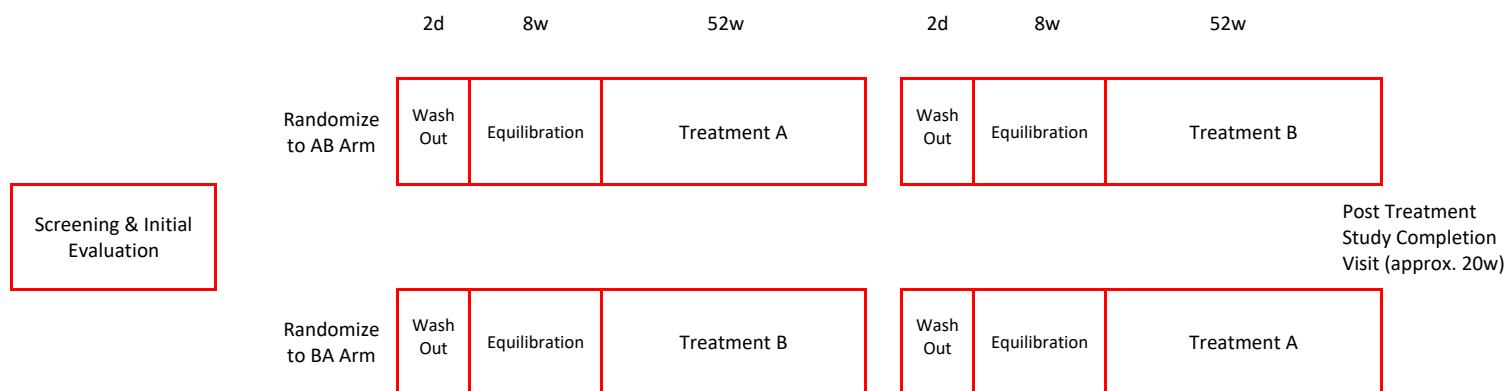 2d 8w 52w 2d 8w 52w
Randomize
to AB Arm
Wash
Out
Equilibration
Treatment A
Wash
Out
Equilibration
Treatment B
Screening & Initial
Evaluation
Post Treatment
Study Completion
Visit (approx. 20w)
Randomize
to BA Arm
Wash
Out
Equilibration
Treatment B
Wash
Out
Equilibration
Treatment A